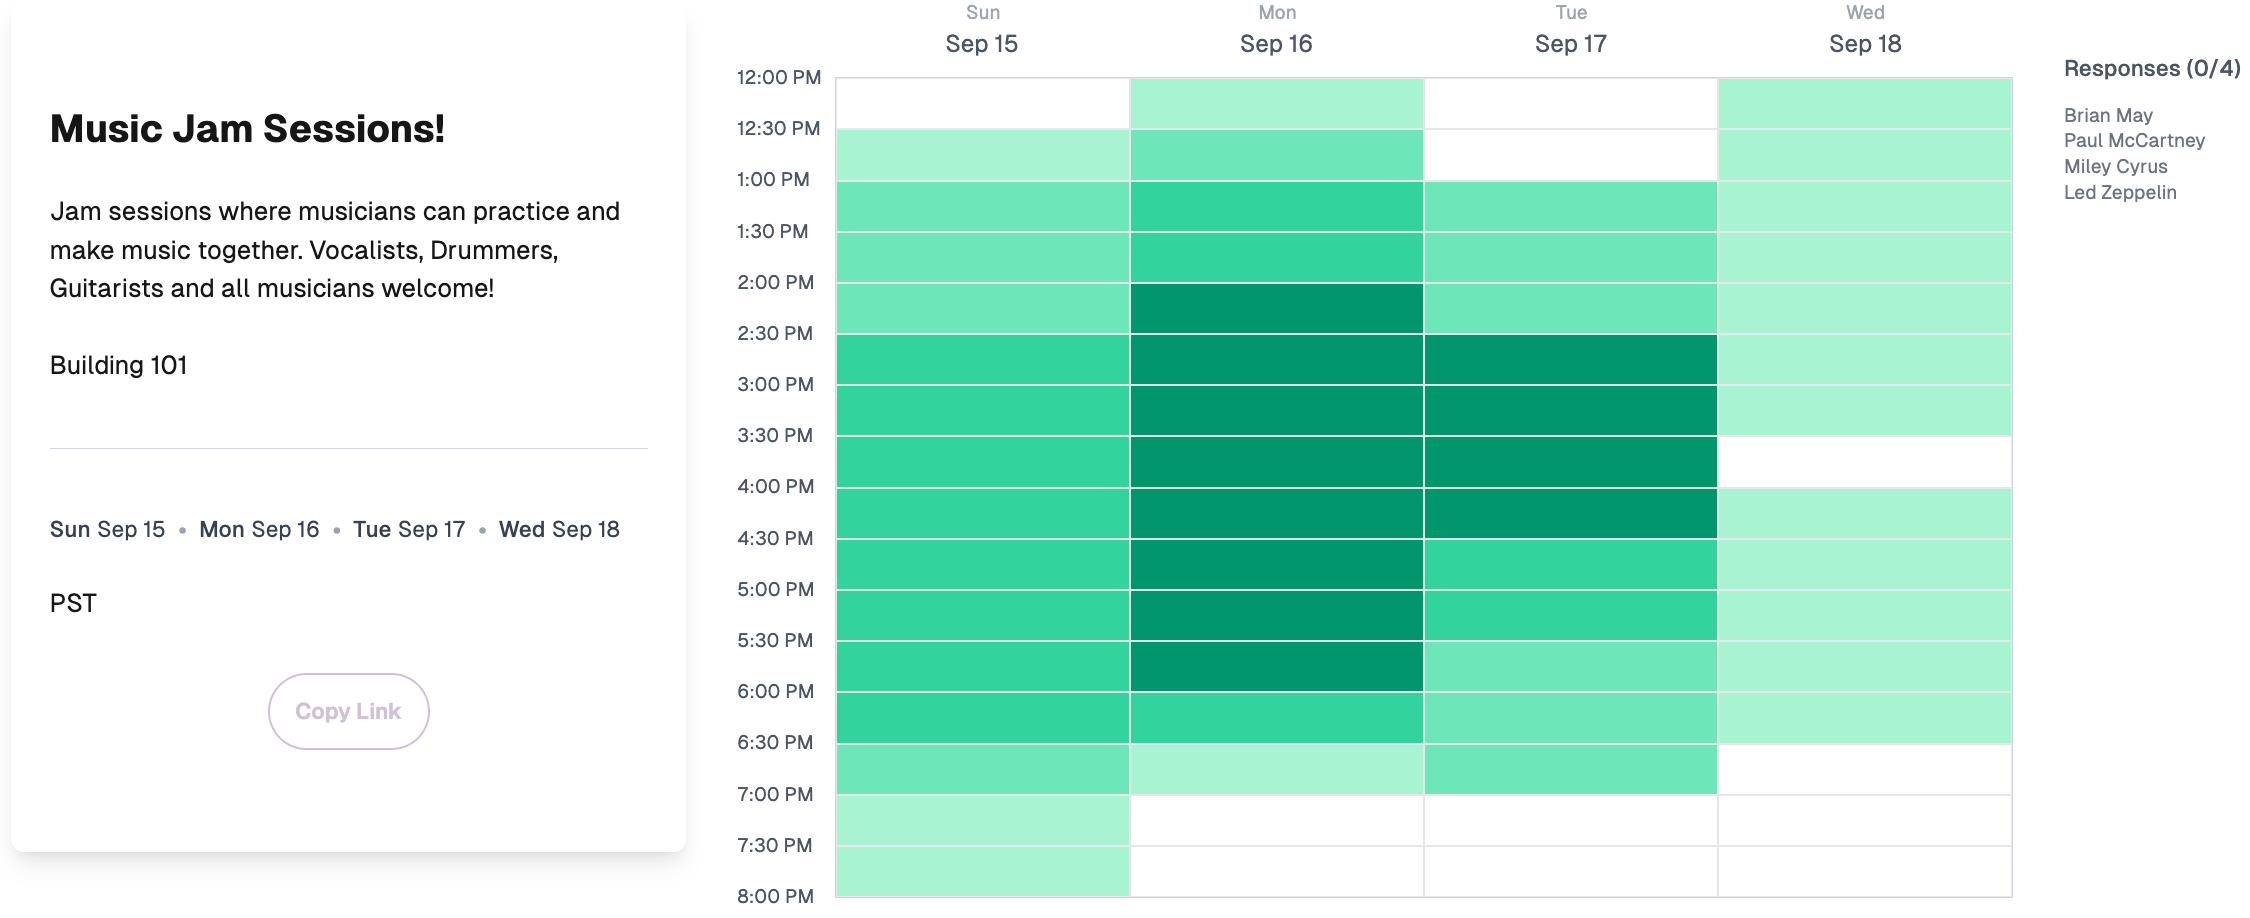 Music Jam Sessions!
Jam sessions where musicians can practice and
make music together. Vocalists, Drummers,
Guitarists and all musicians welcome!
Building 101
Sun Sep 15 • Mon Sep 16 • Tue Sep 17 • Wed Sep 18
PST
Copy Link
Sun Mon Tue Wed
Sep 15 Sep 16 Sep 17 Sep 18
12:00 PM
12:30 PM
1:00 PM
1:30 PM
2:00 PM
2:30 PM
3:00 PM
3:30 PM
4:00 PM
4:30 PM
5:00 PM
5:30 PM
6:00 PM
6:30 PM
7:00 PM
7:30 PM
8:00 PM
Responses (0/4)
Brian May
Paul McCartney
Miley Cyrus
Led Zeppelin